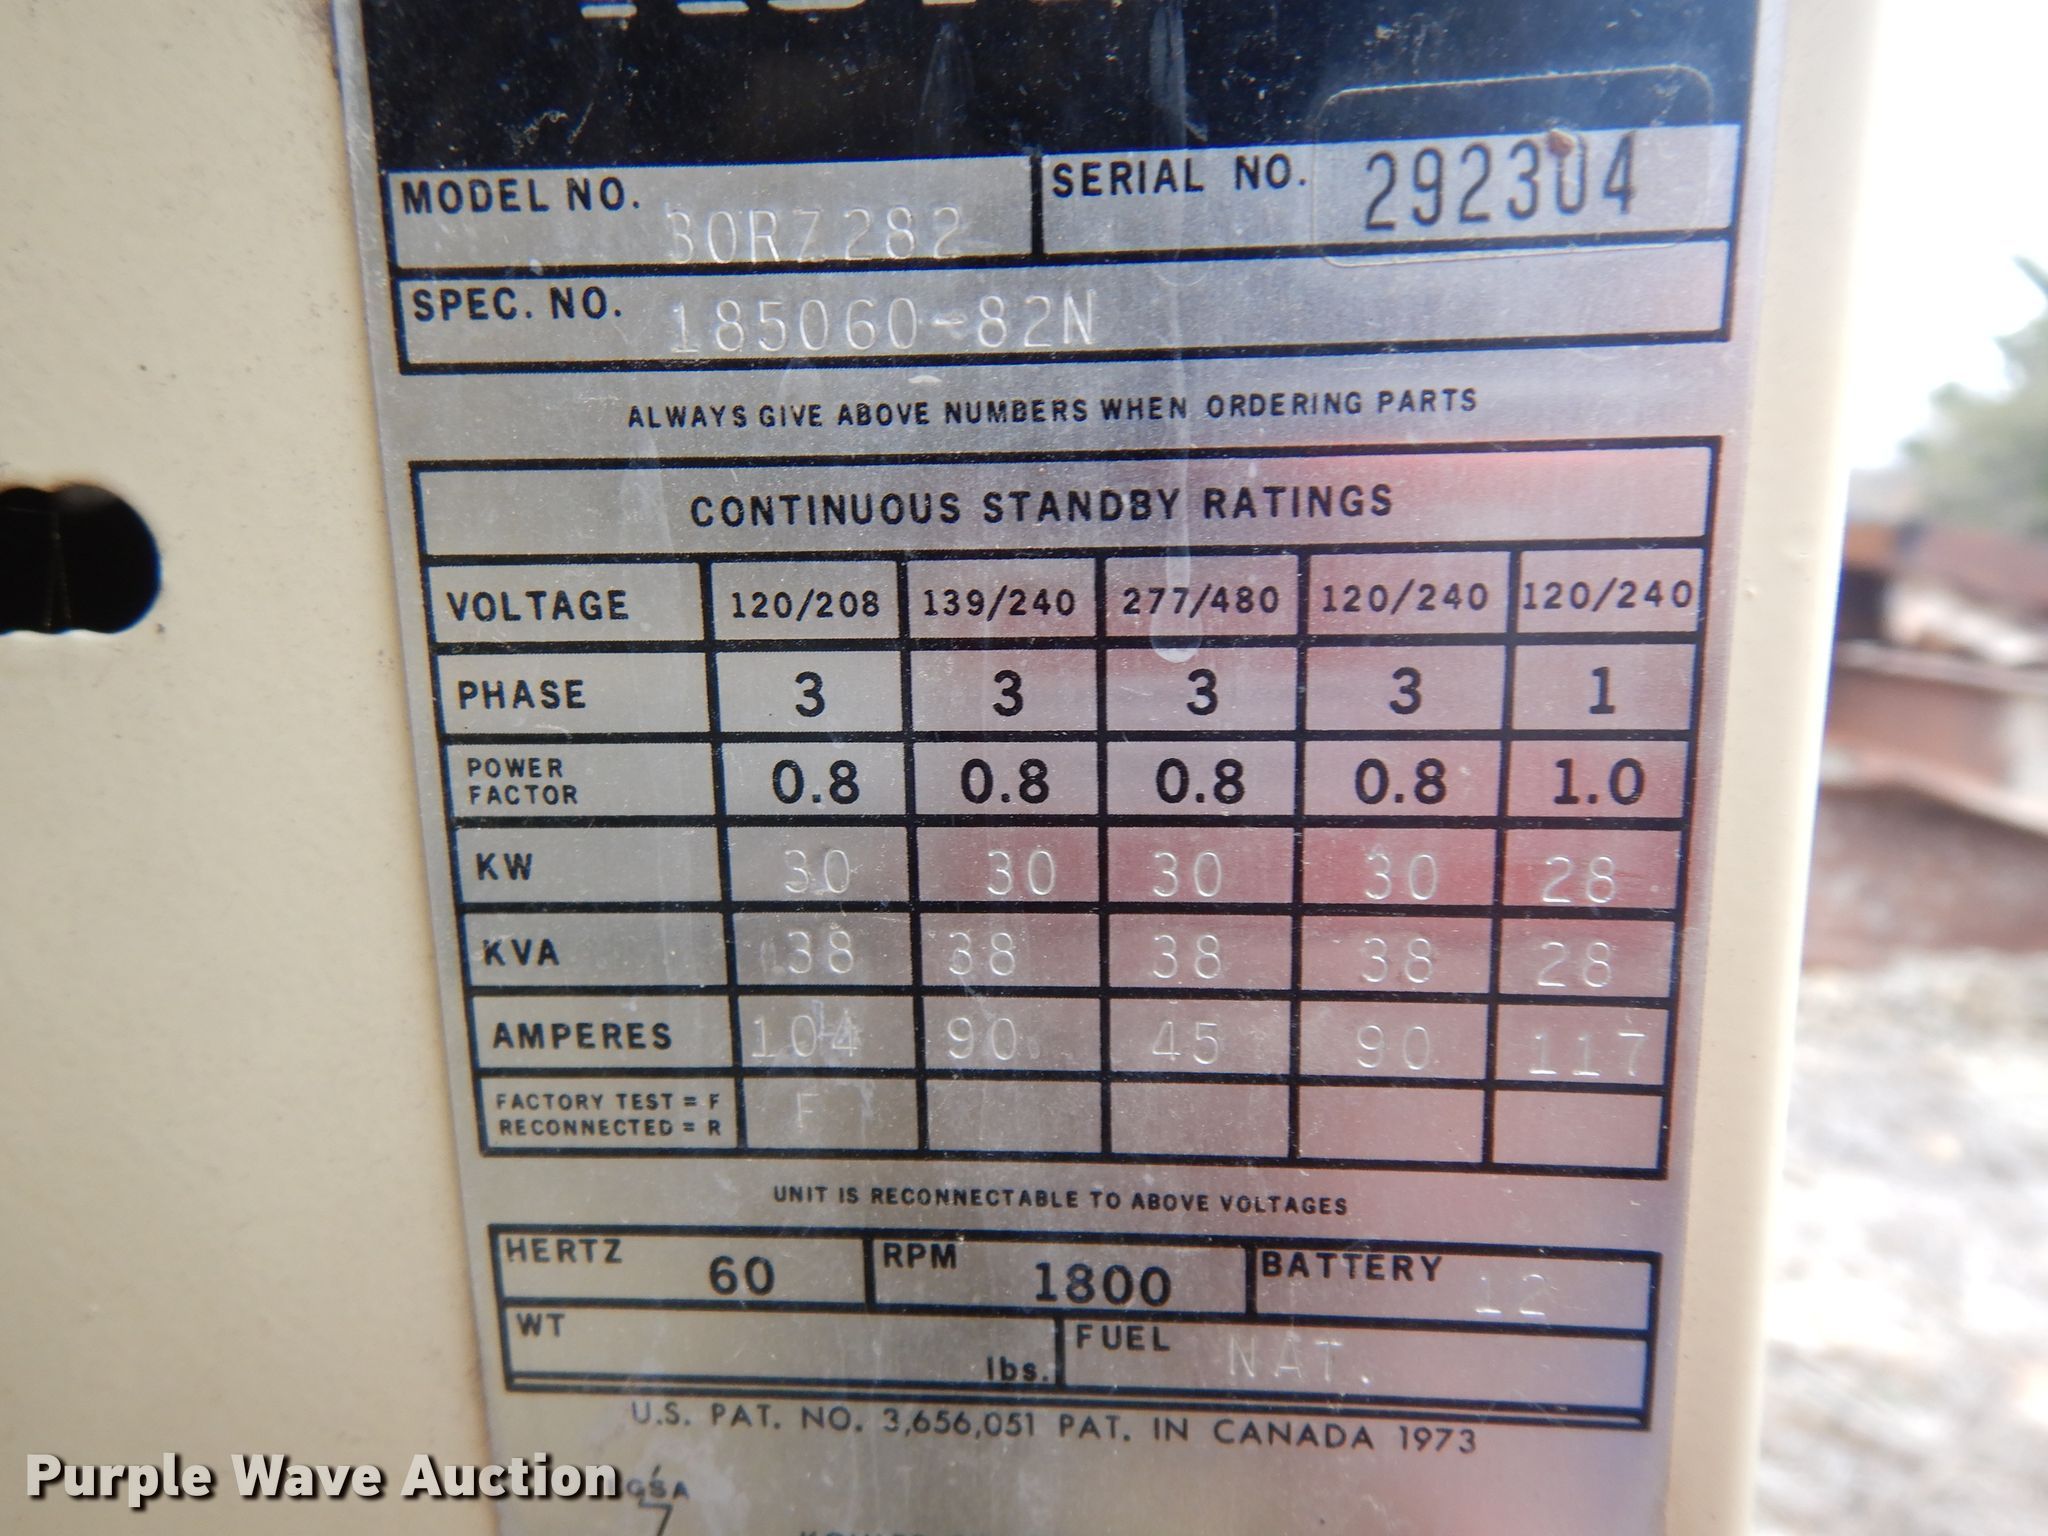 MODEL NO. 30RZ282 SERIAL NO. 292304
SPEC. NO. 185060-82N
ALWAYS GIVE ABOVE NUMBERS WHEN ORDERING PARTS
CONTINUOUS STANDBY RATINGS
VOLTAGE 120/208 139/240 277/480 120/240 120/240
PHASE 3 3 3 3 1
POWER FACTOR 0.8 0.8 0.8 0.8 1.0
KW 30 30 30 30 28
KVA 38 38 38 38 28
AMPERES 104 90 45 90 117
FACTORY TEST = F F
RECONNECTED = R
UNIT IS RECONNECTABLE TO ABOVE VOLTAGES
HERTZ 60 RPM 1800 BATTERY 12
WT lbs. FUEL NAT.
U.S. PAT. NO. 3,656,051 PAT. IN CANADA 1973
Purple Wave Auction